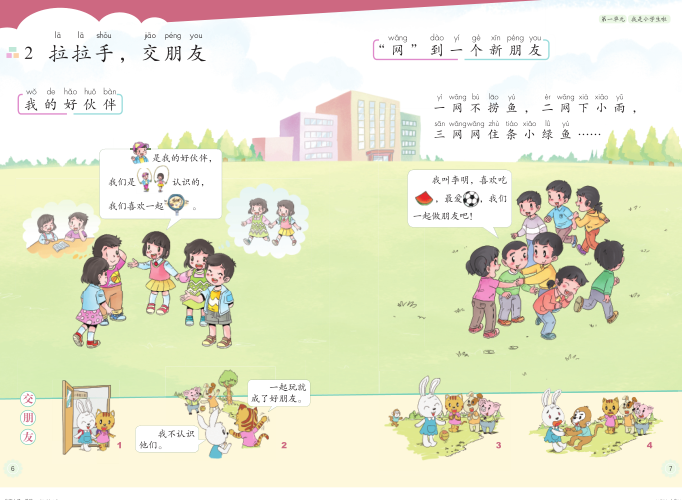 第一单元 我是小学生啦
lā lā shǒu jiāo péng you
2 拉拉手，交朋友
wǒ de hǎo huǒ bàn
我的好伙伴
是我的好伙伴，
我们是 认识的，
我们喜欢一起 。
wǎng dào yí gè xīn péng you
“网”到一个新朋友
yì wǎng bù lāo yú èr wǎng xià xiǎo yǔ
一网不捞鱼，二网下小雨，
sān wǎng wǎng zhù tiáo xiǎo lǜ yú
三网网住条小绿鱼……
我叫季明，喜欢吃
，最爱 ，我们
一起做朋友吧！
交
朋
友
1
我不认识
他们。
一起玩就
成了好朋友。
2
3
4
6
7